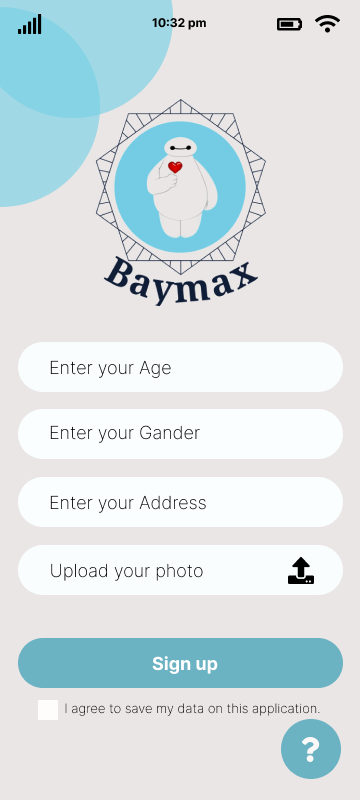 10:32 pm
Baymax
Enter your Age
Enter your Gander
Enter your Address
Upload your photo
Sign up
I agree to save my data on this application.
?